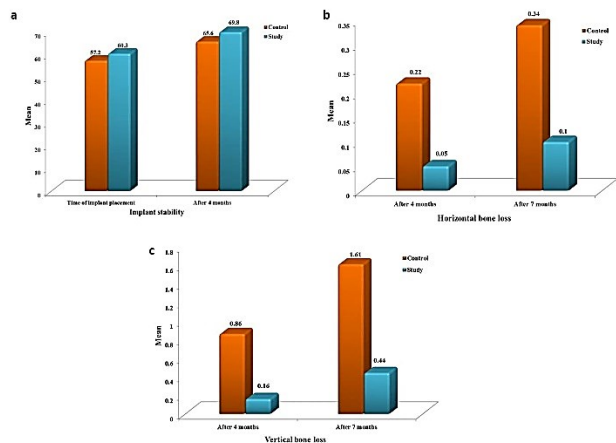 a
57.2
60.3
65.6
69.8
Control
Study
Mean
70
60
50
40
30
20
10
0
Time of implant placement
After 4 months
Implant stability
b
0.22
0.05
0.34
0.1
Control
Study
Mean
0.35
0.3
0.25
0.2
0.15
0.1
0.05
0
After 4 months
After 7 months
Horizontal bone loss
c
0.86
0.16
1.61
0.44
Control
Study
Mean
1.8
1.6
1.4
1.2
1
0.8
0.6
0.4
0.2
0
After 4 months
After 7 months
Vertical bone loss